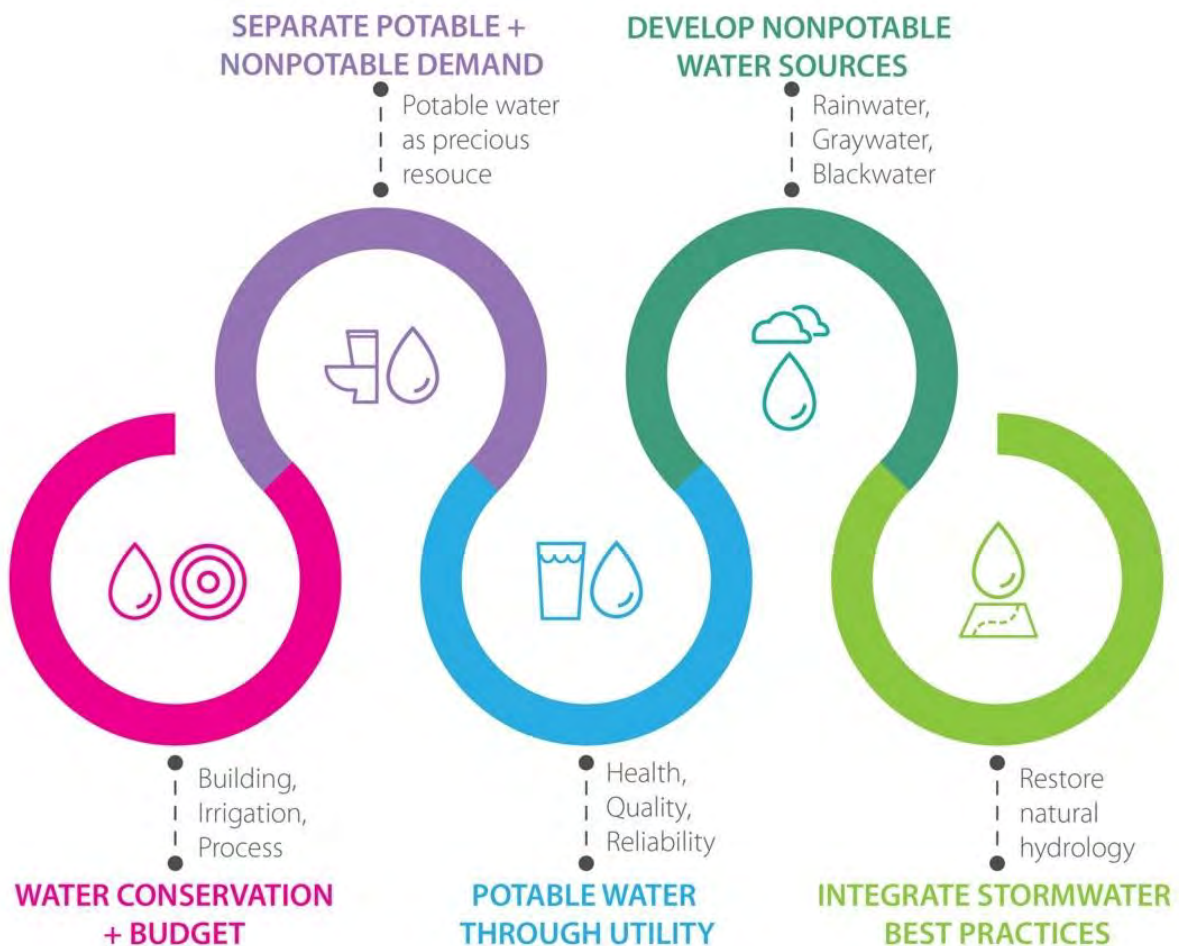 SEPARATE POTABLE +
NONPOTABLE DEMAND
Potable water
as precious
resouce
DEVELOP NONPOTABLE
WATER SOURCES
Rainwater,
Graywater,
Blackwater
Building,
Irrigation,
Process
WATER CONSERVATION
+ BUDGET
Health,
Quality,
Reliability
POTABLE WATER
THROUGH UTILITY
Restore
natural
hydrology
INTEGRATE STORMWATER
BEST PRACTICES